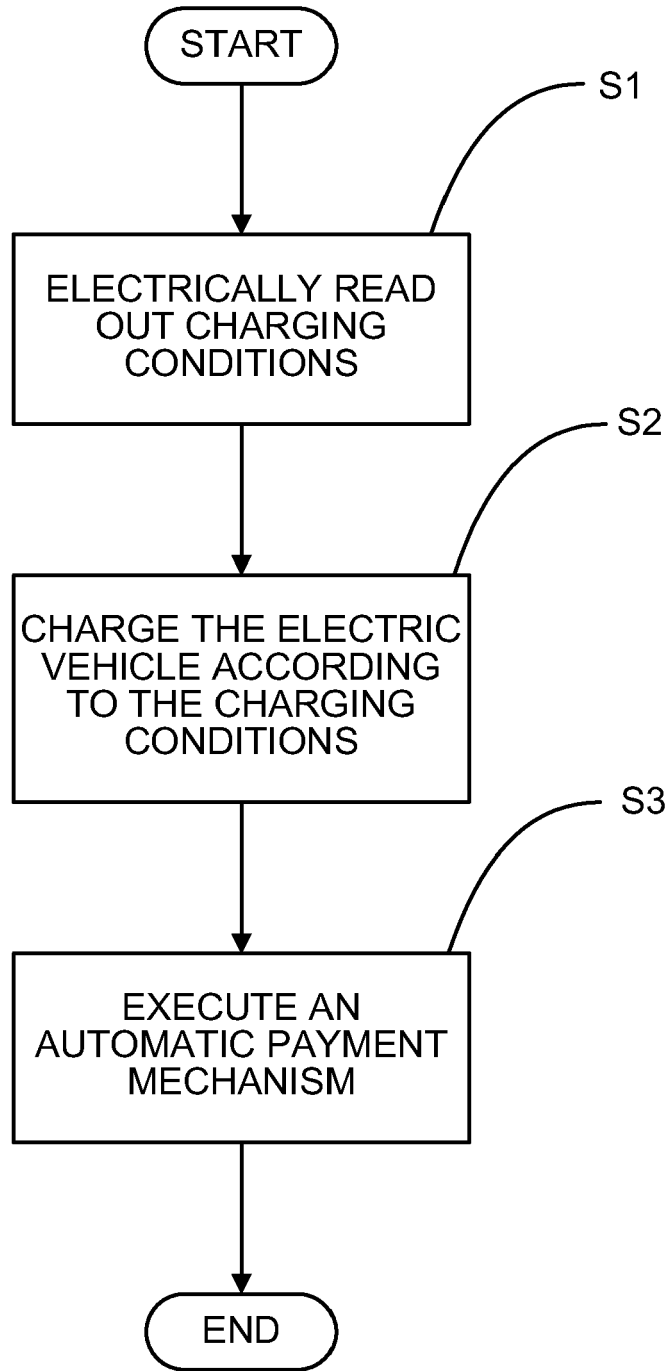 START
S1
ELECTRICALLY READ
OUT CHARGING
CONDITIONS
S2
CHARGE THE ELECTRIC
VEHICLE ACCORDING
TO THE CHARGING
CONDITIONS
S3
EXECUTE AN
AUTOMATIC PAYMENT
MECHANISM
END